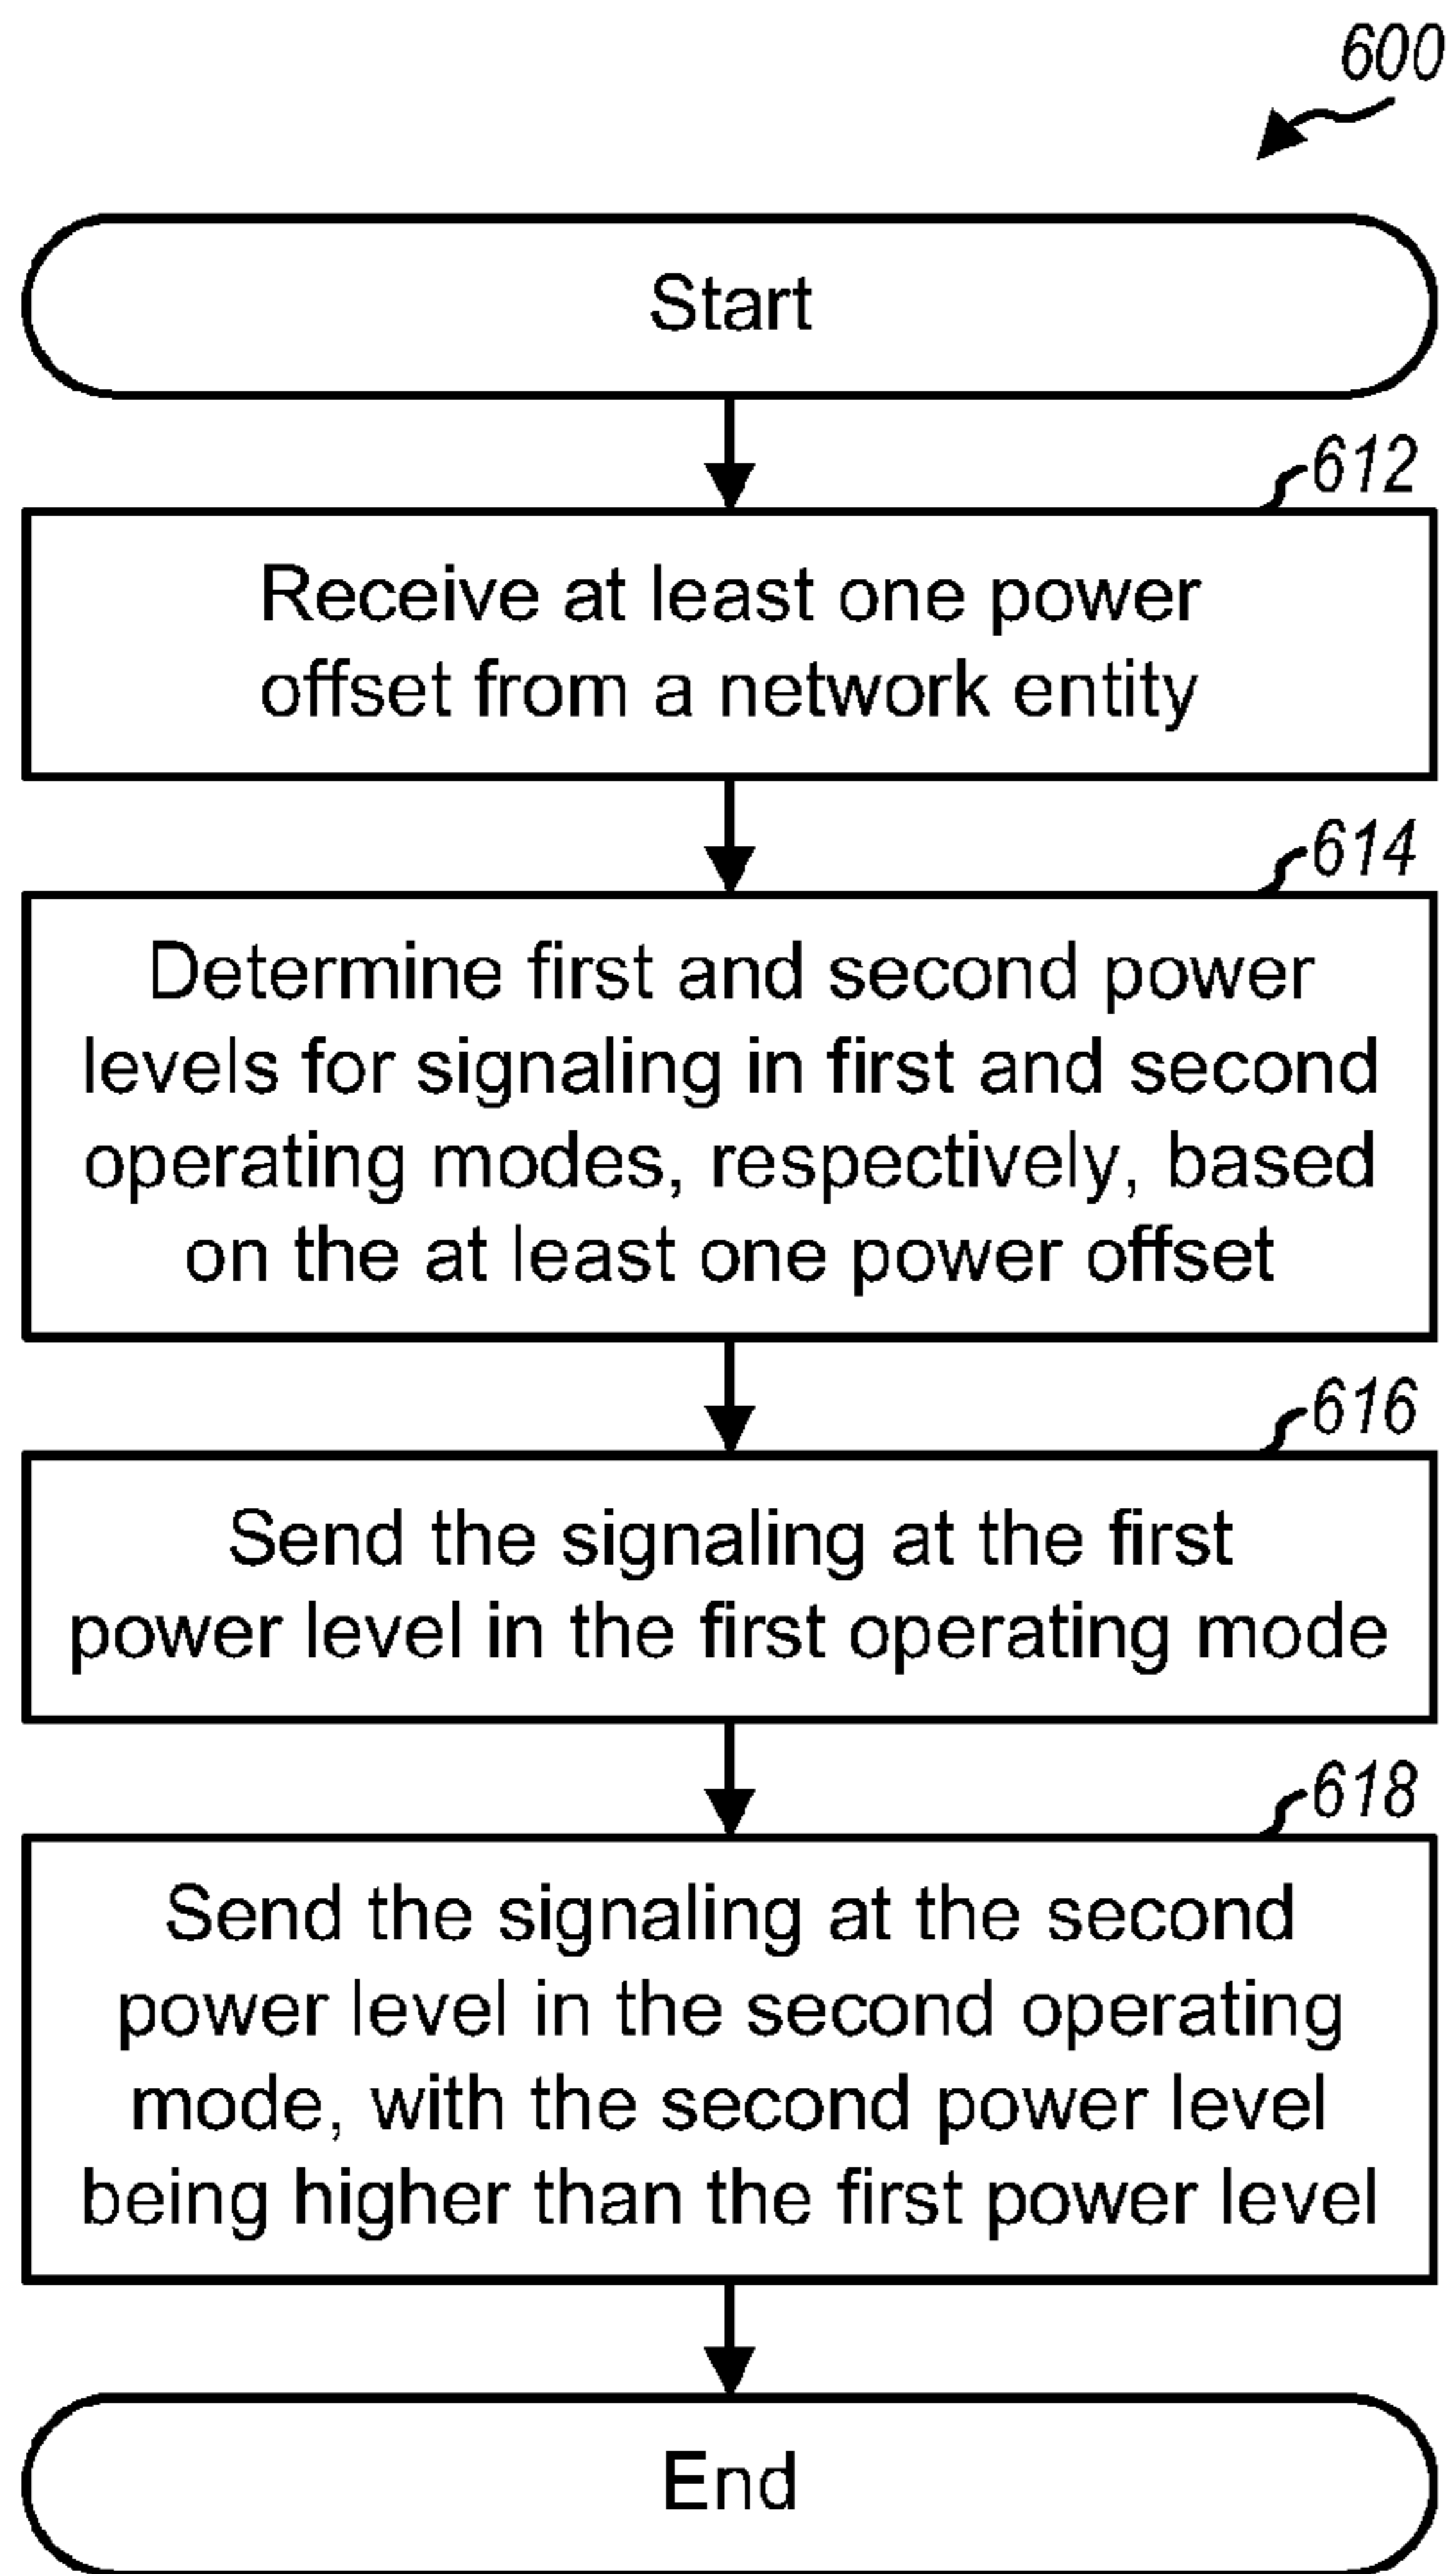 600
Start
612
Receive at least one power
offset from a network entity
614
Determine first and second power
levels for signaling in first and second
operating modes, respectively, based
on the at least one power offset
616
Send the signaling at the first
power level in the first operating mode
618
Send the signaling at the second
power level in the second operating
mode, with the second power level
being higher than the first power level
End